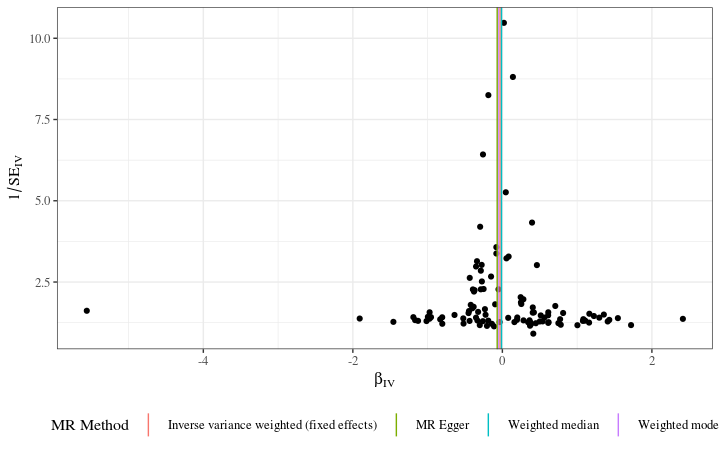 10.0
7.5
5.0
2.5
1/SE_IV
-4
-2
0
2
β_IV
MR Method
Inverse variance weighted (fixed effects)
MR Egger
Weighted median
Weighted mode